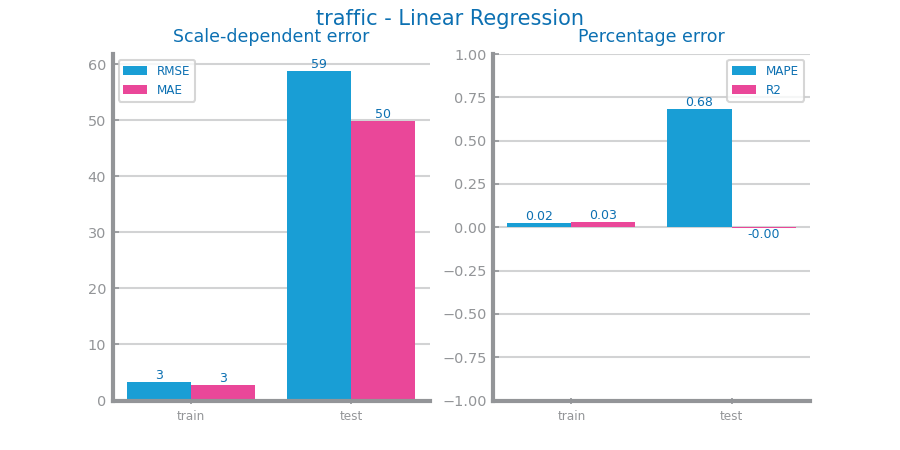 traffic - Linear Regression
Scale-dependent error
60
50
40
30
20
10
0
RMSE
MAE
3
3
59
50
train
test
Percentage error
1.00
0.75
0.50
0.25
0.00
−0.25
−0.50
−0.75
−1.00
MAPE
R2
0.02
0.03
0.68
-0.00
train
test